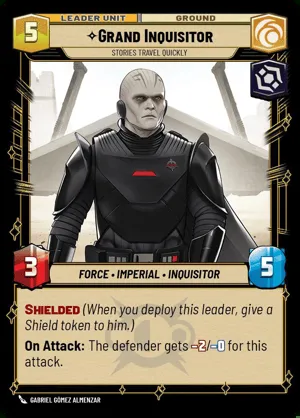 LEADER UNIT GROUND
5
✧GRAND INQUISITOR
STORIES TRAVEL QUICKLY
3
5
FORCE • IMPERIAL • INQUISITOR
SHIELDED (When you deploy this leader, give a
Shield token to him.)
On Attack: The defender gets -2/-0 for this
attack.
GABRIEL GÓMEZ ALMENZAR